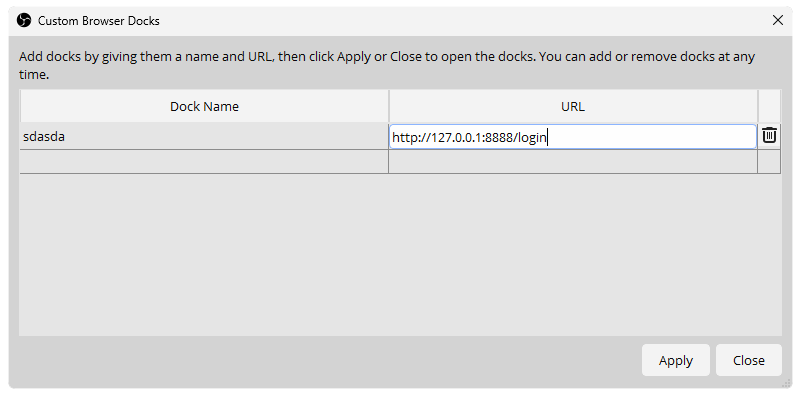 Custom Browser Docks
Add docks by giving them a name and URL, then click Apply or Close to open the docks. You can add or remove docks at any
time.
Dock Name URL
sdasda http://127.0.0.1:8888/login
Apply Close